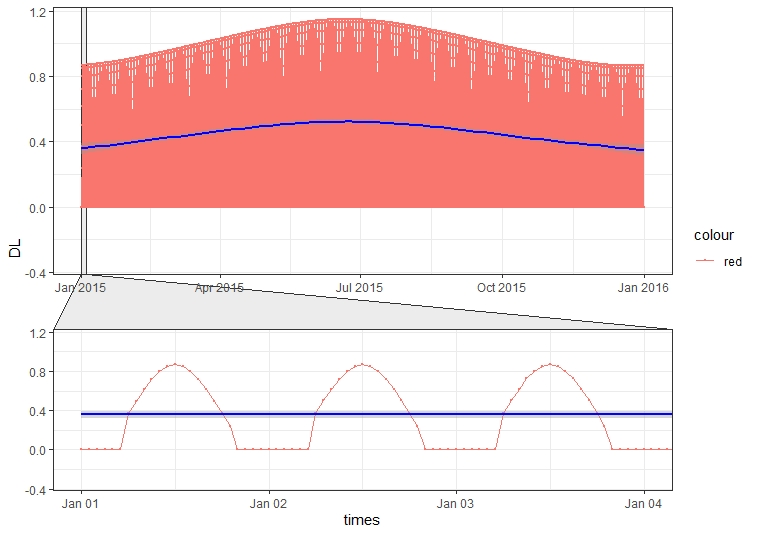 1.2
0.8
0.4
0.0
-0.4
Jan 2015
Apr 2015
Jul 2015
Oct 2015
Jan 2016
DL
colour
red
1.2
0.8
0.4
0.0
-0.4
Jan 01
Jan 02
Jan 03
Jan 04
times